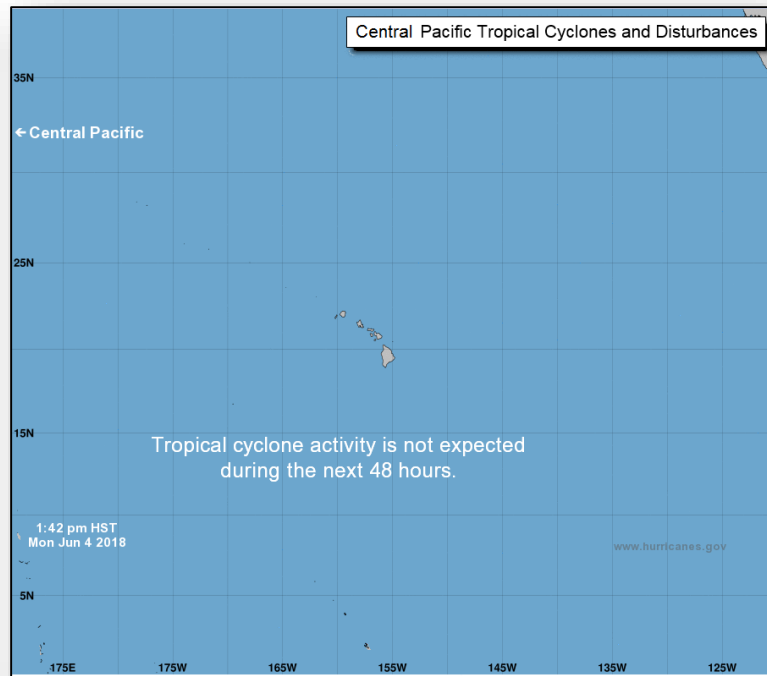 Central Pacific Tropical Cyclones and Disturbances
35N
← Central Pacific
25N
15N
Tropical cyclone activity is not expected
during the next 48 hours.
1:42 pm HST
Mon Jun 4 2018
www.hurricanes.gov
5N
175E 175W 165W 155W 145W 135W 125W